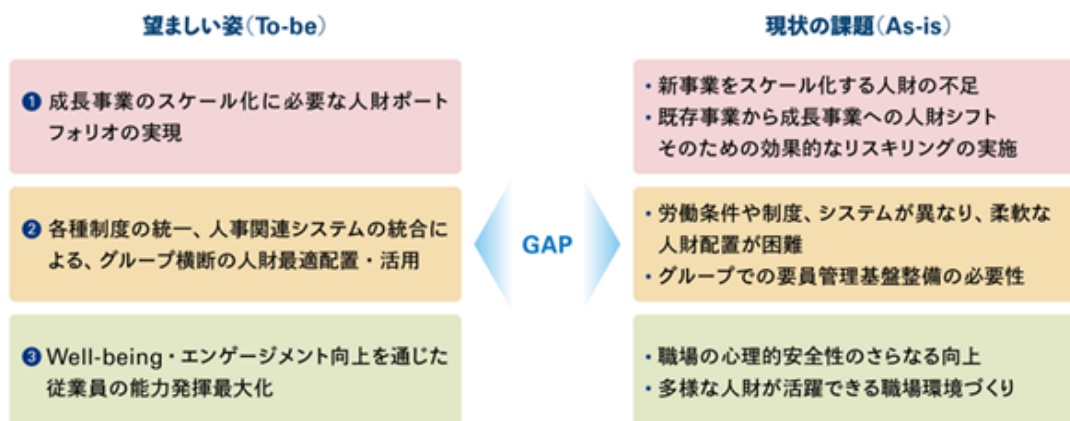 望ましい姿(To-be)
❶ 成長事業のスケール化に必要な人財ポート
フォリオの実現
❷ 各種制度の統一、人事関連システムの統合に
よる、グループ横断の人財最適配置・活用
❸ Well-being・エンゲージメント向上を通じた
従業員の能力発揮最大化
GAP
現状の課題(As-is)
・新事業をスケール化する人財の不足
・既存事業から成長事業への人財シフト
そのための効果的なリスキリングの実施
・労働条件や制度、システムが異なり、柔軟な
人財配置が困難
・グループでの要員管理基盤整備の必要性
・職場の心理的安全性のさらなる向上
・多様な人財が活躍できる職場環境づくり